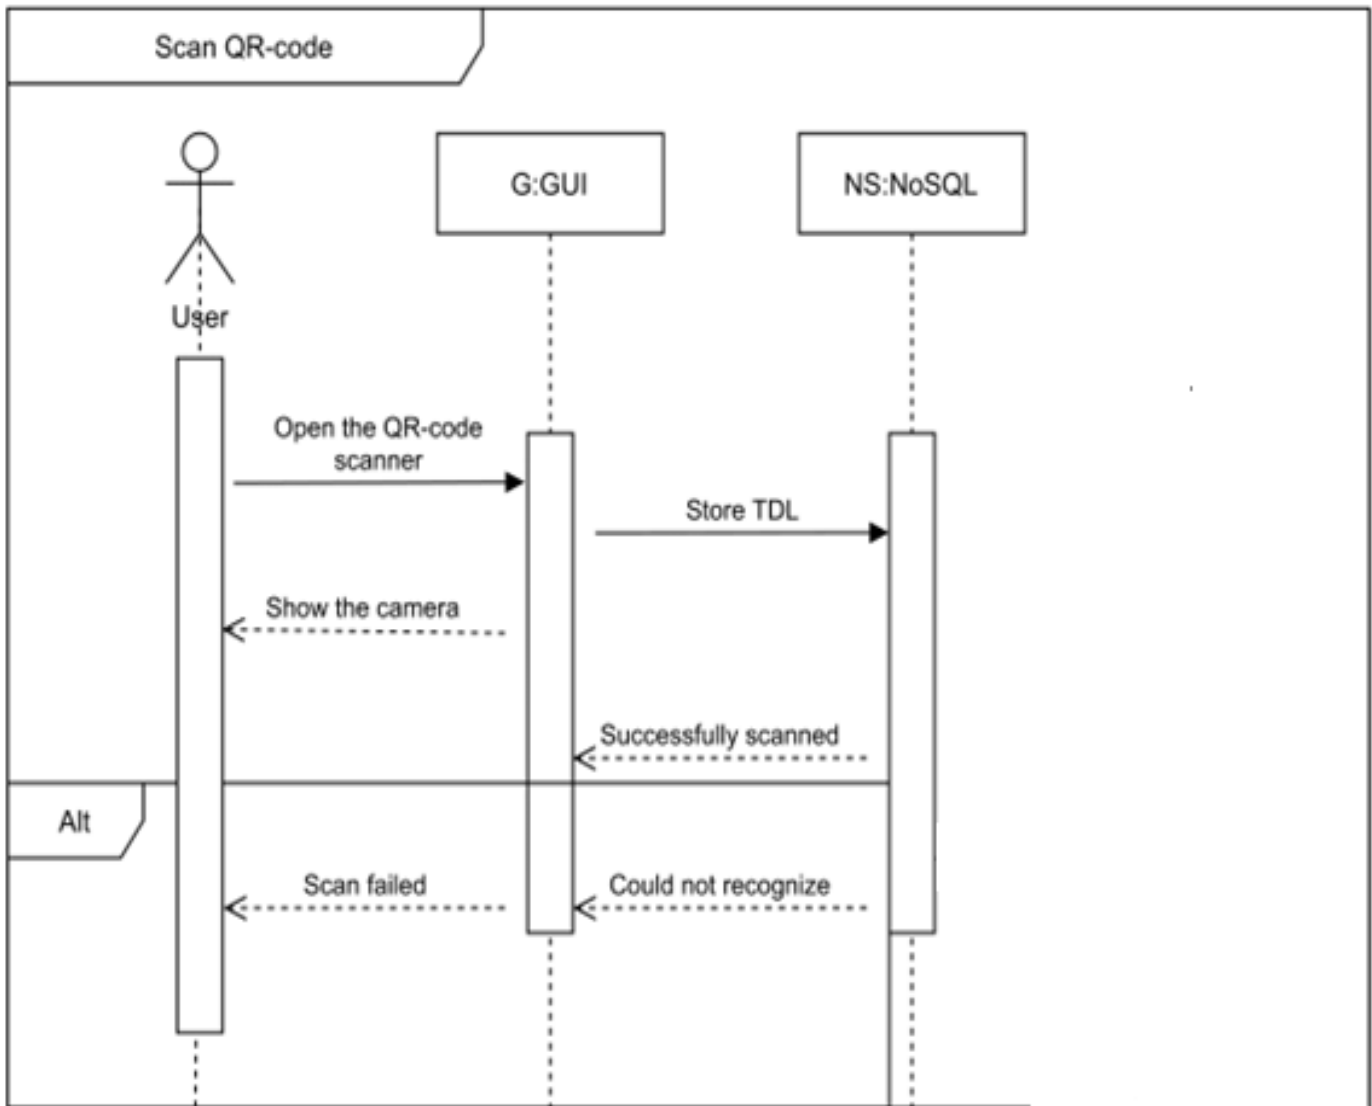 Scan QR-code
G:GUI
NS:NoSQL
User
Open the QR-code
scanner
Store TDL
Show the camera
Successfully scanned
Alt
Scan failed
Could not recognize